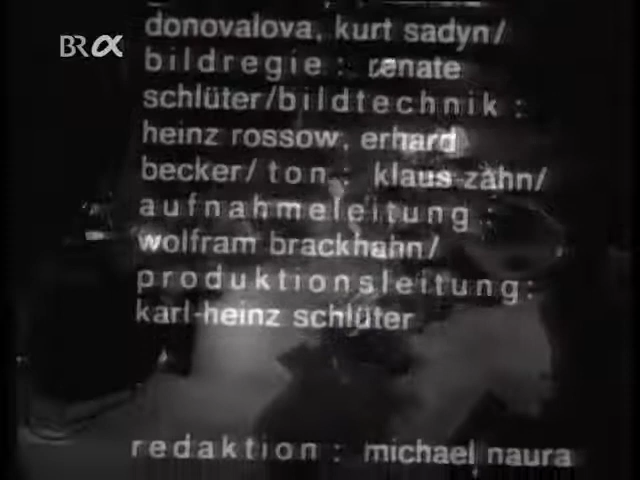 BRα
donovalova, kurt sadyn/
bildregie : renate
schlüter/bildtechnik :
heinz rossow, erhard
becker/ ton : klaus zahn/
aufnahmeleitung :
wolfram brackhahn/
produktionsleitung:
karl-heinz schlüter
redaktion : michael naura